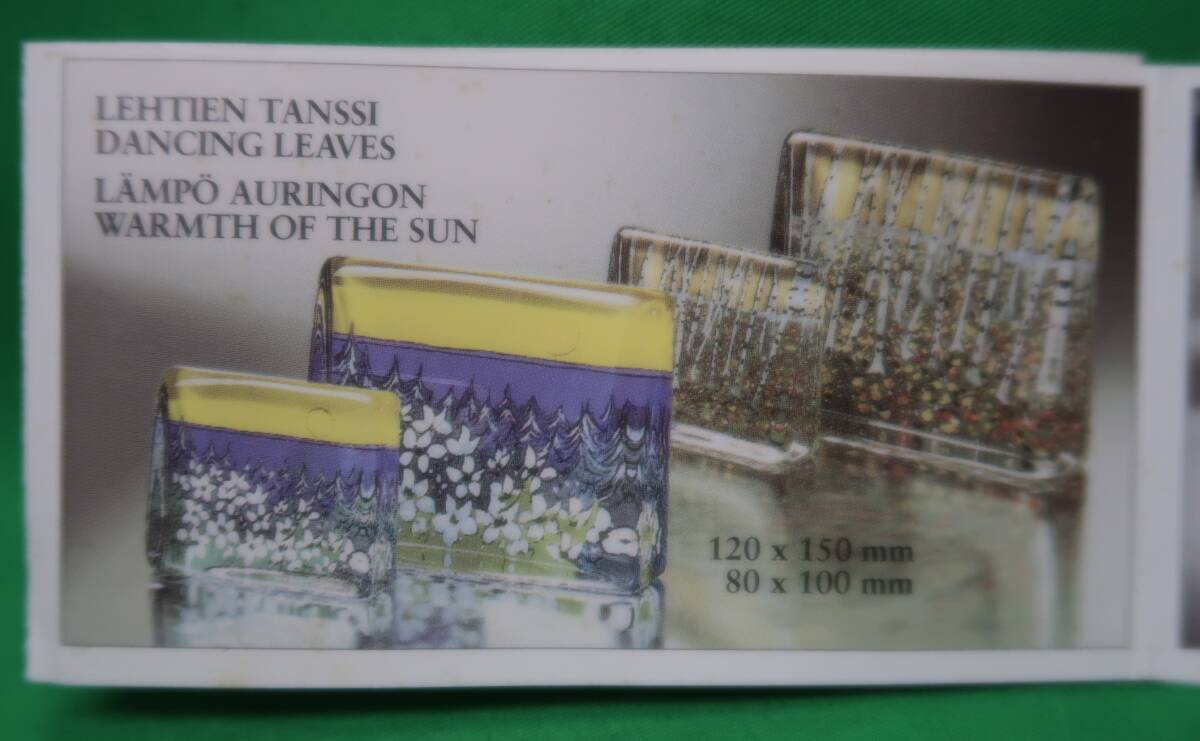 LEHTIEN TANSSI
DANCING LEAVES
LÄMPÖ AURINGON
WARMTH OF THE SUN
120 x 150 mm
80 x 100 mm